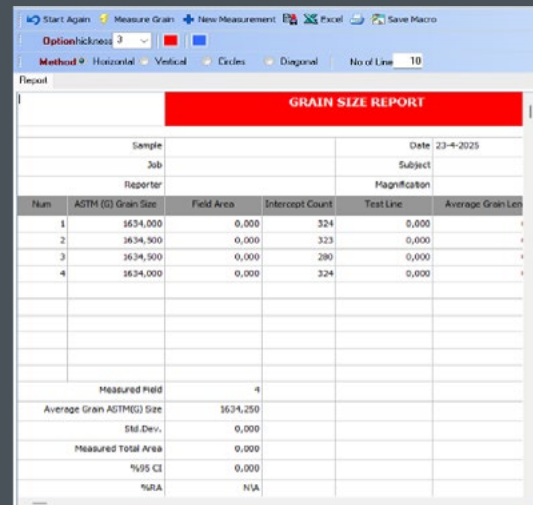 Start Again Measure Grain New Measurement Excel Save Macro
Optionhickness 3
Method Horizontal Vertical Circles Diagonal No of Line 10
Report
GRAIN SIZE REPORT
Sample Date 23-4-2025
Job Subject
Reporter Magnification
Num ASTM (G) Grain Size Field Area Intercept Count Test Line Average Grain Len
1 1634,000 0,000 324 0,000
2 1634,500 0,000 323 0,000
3 1634,500 0,000 280 0,000
4 1634,000 0,000 324 0,000
Measured Field 4
Average Grain ASTM(G) Size 1634,250
Std.Dev. 0,000
Measured Total Area 0,000
%95 CI 0,000
%RA N\A